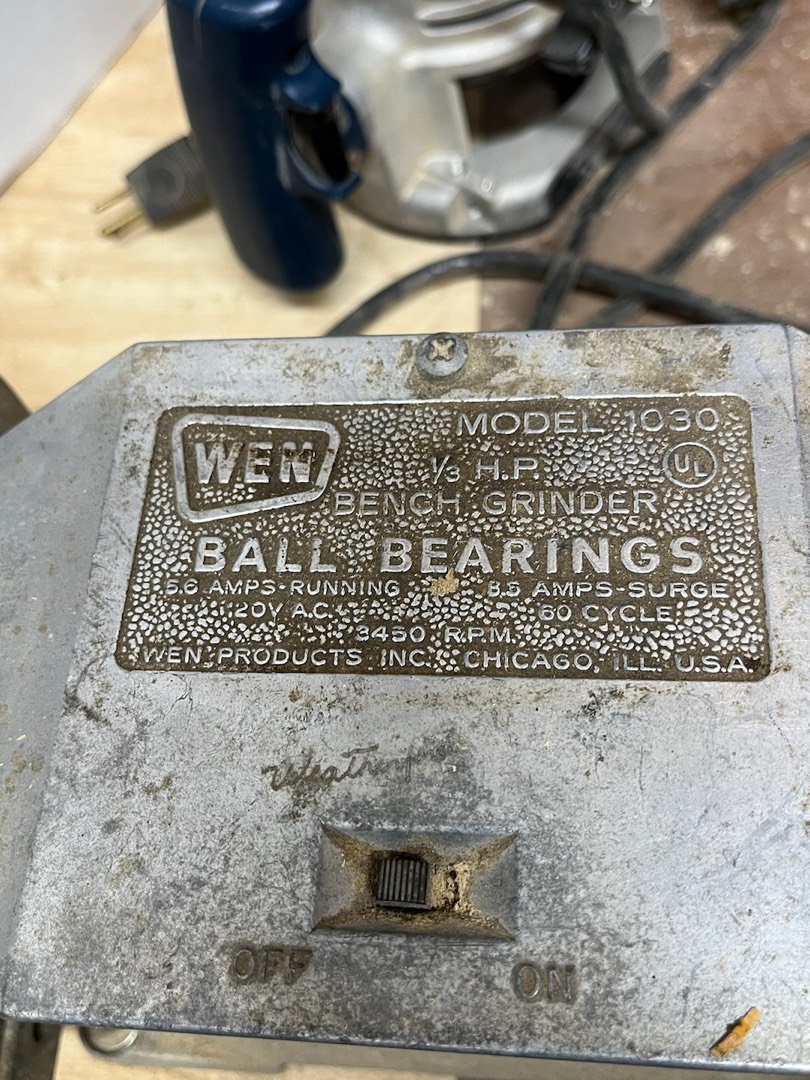 WEN
MODEL 1030
1/3 H.P.
UL
BENCH GRINDER
BALL BEARINGS
5.6 AMPS-RUNNING 8.5 AMPS-SURGE
120V A.C. 60 CYCLE
3450 R.P.M.
WEN PRODUCTS INC. CHICAGO, ILL. U.S.A.
OFF ON